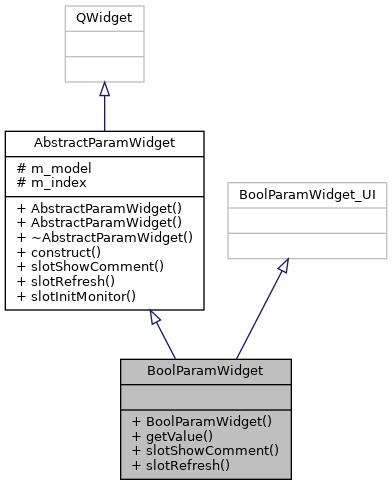 QWidget
AbstractParamWidget
# m_model
# m_index
+ AbstractParamWidget()
+ AbstractParamWidget()
+ ~AbstractParamWidget()
+ construct()
+ slotShowComment()
+ slotRefresh()
+ slotInitMonitor()
BoolParamWidget_UI
BoolParamWidget
+ BoolParamWidget()
+ getValue()
+ slotShowComment()
+ slotRefresh()